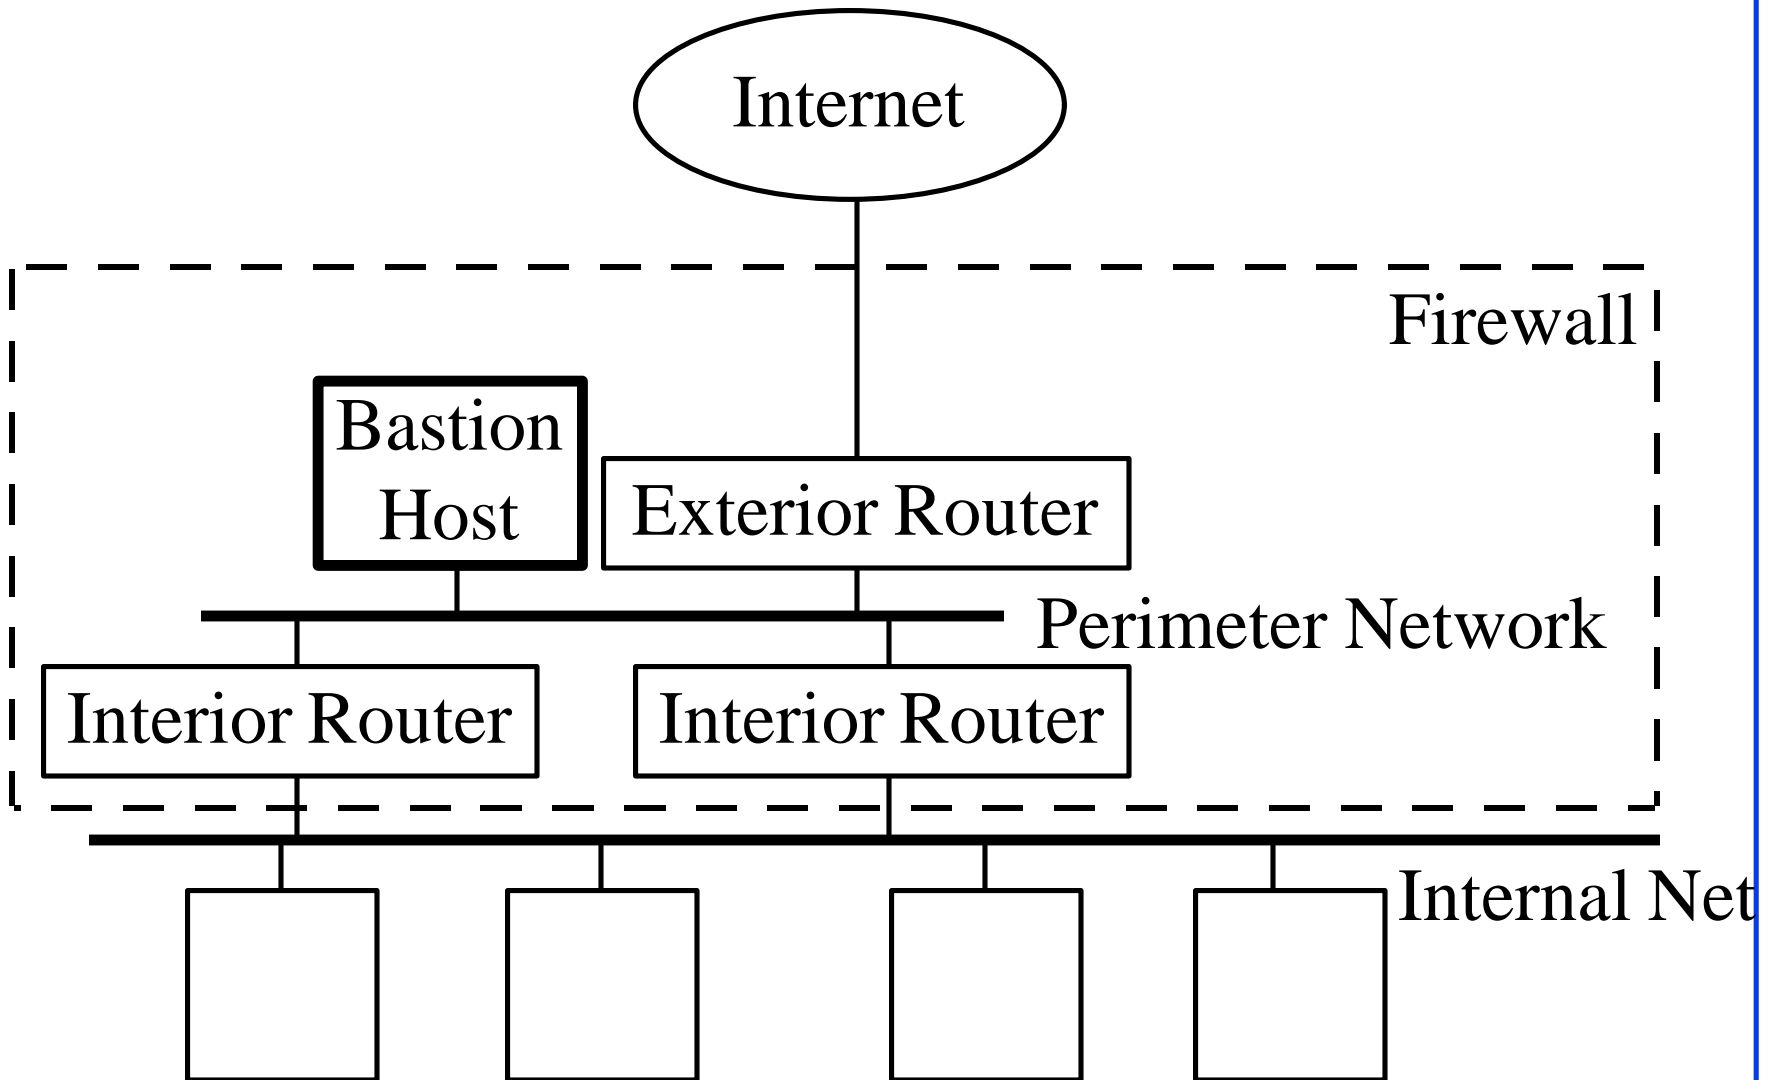 Internet
Firewall
Bastion
Host
Exterior Router
Perimeter Network
Interior Router
Interior Router
Internal Net